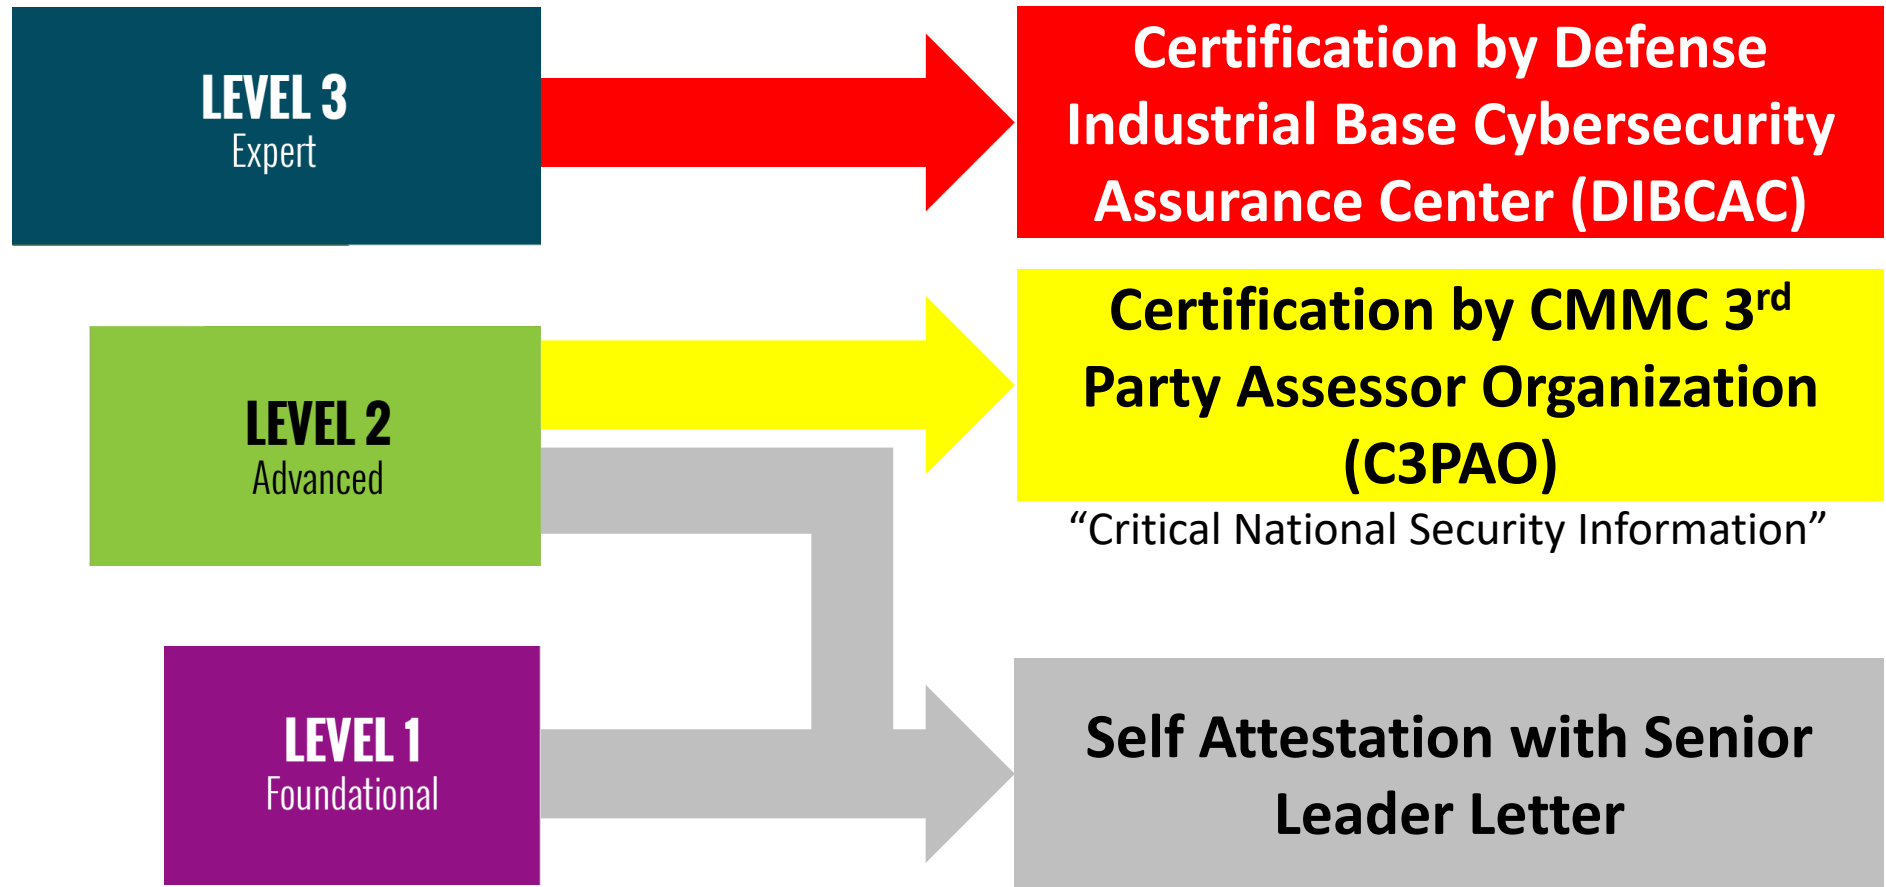 LEVEL 3
Expert
Certification by Defense
Industrial Base Cybersecurity
Assurance Center (DIBCAC)
LEVEL 2
Advanced
Certification by CMMC 3rd
Party Assessor Organization
(C3PAO)
“Critical National Security Information”
LEVEL 1
Foundational
Self Attestation with Senior
Leader Letter